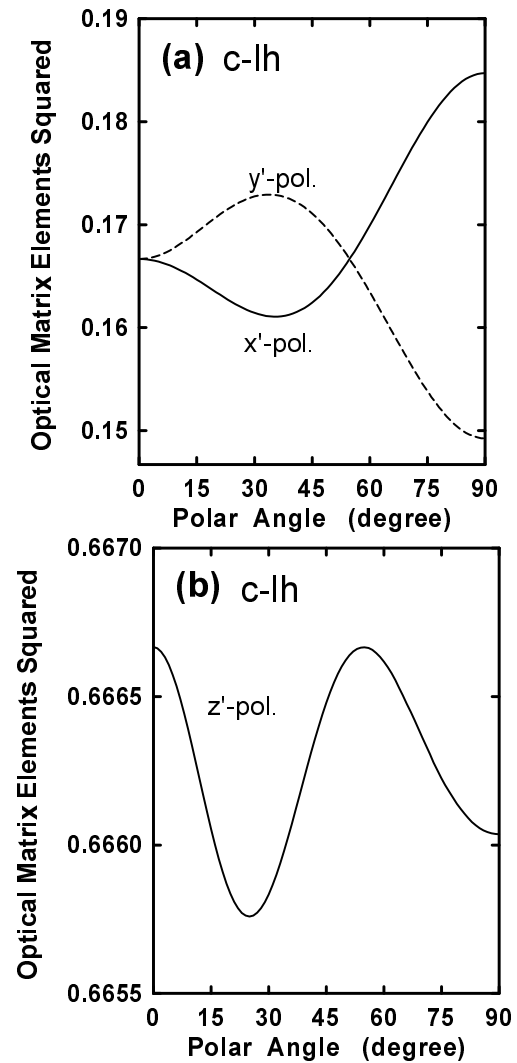 0.19
(a) c-lh
0.18
y'-pol.
0.17
0.16
x'-pol.
0.15
Optical Matrix Elements Squared
0 15 30 45 60 75 90
Polar Angle (degree)
0.6670
(b) c-lh
0.6665
z'-pol.
0.6660
0.6655
Optical Matrix Elements Squared
0 15 30 45 60 75 90
Polar Angle (degree)